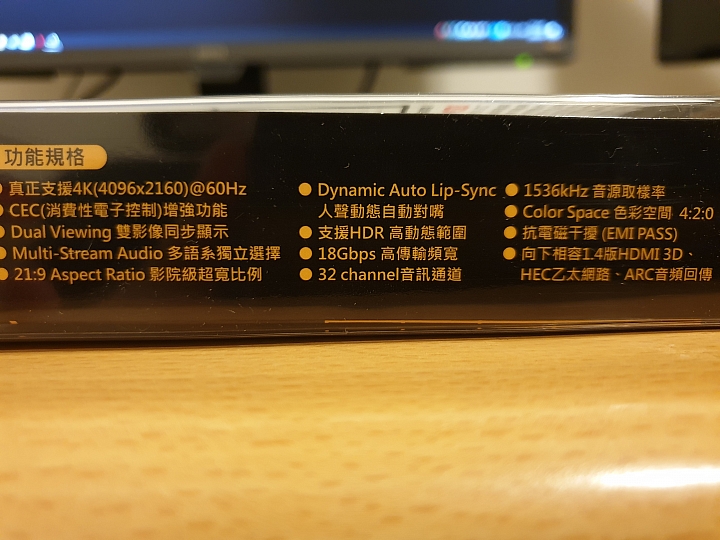 功能規格
真正支援4K(4096x2160)@60Hz
CEC(消費性電子控制)增強功能
Dual Viewing 雙影像同步顯示
Multi-Stream Audio 多語系獨立選擇
21:9 Aspect Ratio 影院級超寬比例
Dynamic Auto Lip-Sync
人聲動態自動對嘴
支援HDR 高動態範圍
18Gbps 高傳輸頻寬
32 channel音訊通道
1536kHz 音源取樣率
Color Space 色彩空間 4:2:0
抗電磁干擾 (EMI PASS)
向下相容1.4版HDMI 3D、
HEC乙太網路、ARC音頻回傳